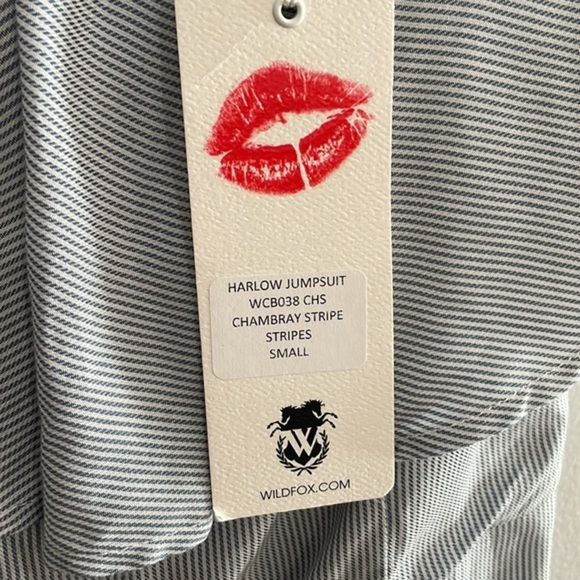 HARLOW JUMPSUIT
WCB038 CHS
CHAMBRAY STRIPE
STRIPES
SMALL
W
WILDFOX.COM